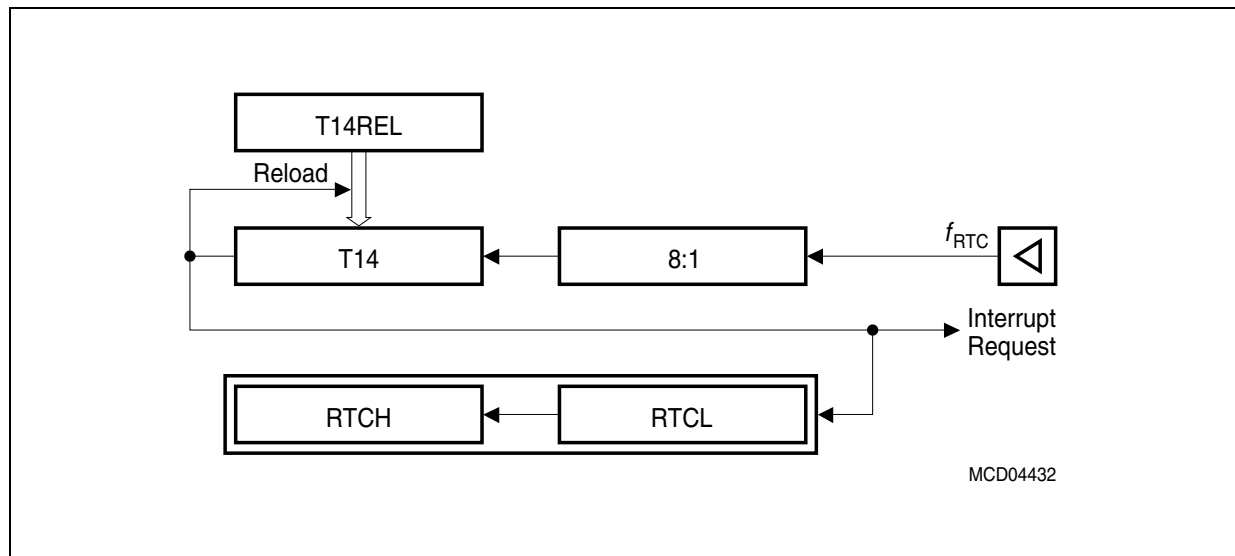 T14REL
Reload
T14
8:1
fRTC
Interrupt
Request
RTCH
RTCL
MCD04432